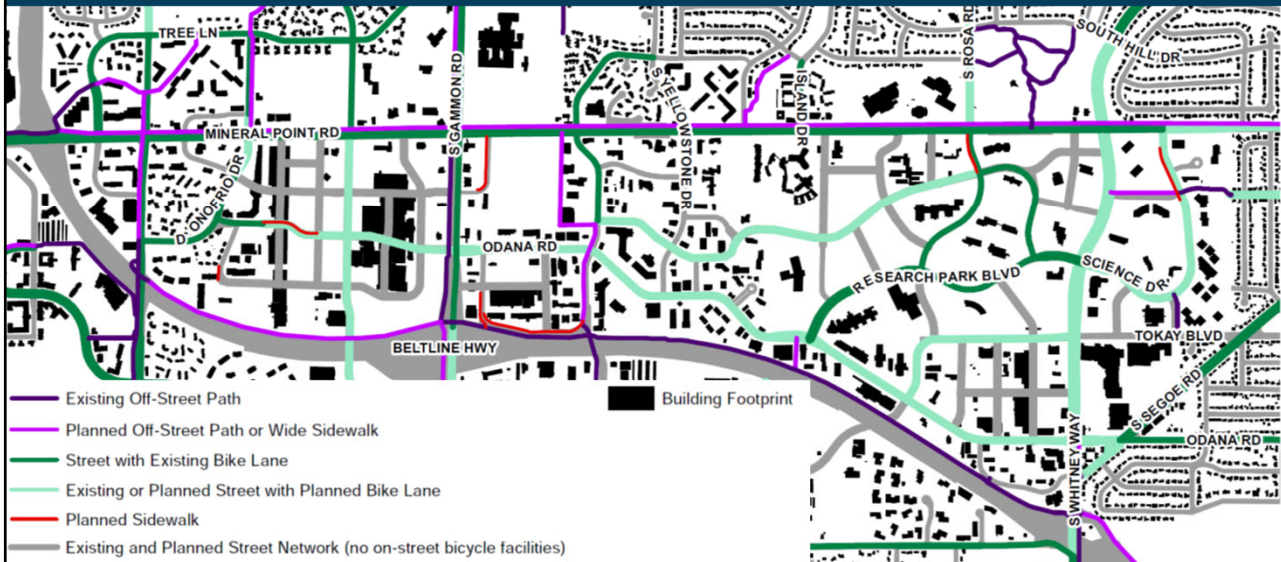 TREE LN
S GAMMON RD
S ROSA RD
SOUTH HILL DR
S YELLOWSTONE DR
ISLAND DR
MINERAL POINT RD
D'ONOFRIO DR
ODANA RD
RESEARCH PARK BLVD
SCIENCE DR
BELTLINE HWY
TOKAY BLVD
S SEGOE RD
ODANA RD
S WHITNEY WAY
Existing Off-Street Path
Planned Off-Street Path or Wide Sidewalk
Street with Existing Bike Lane
Existing or Planned Street with Planned Bike Lane
Planned Sidewalk
Existing and Planned Street Network (no on-street bicycle facilities)
Building Footprint